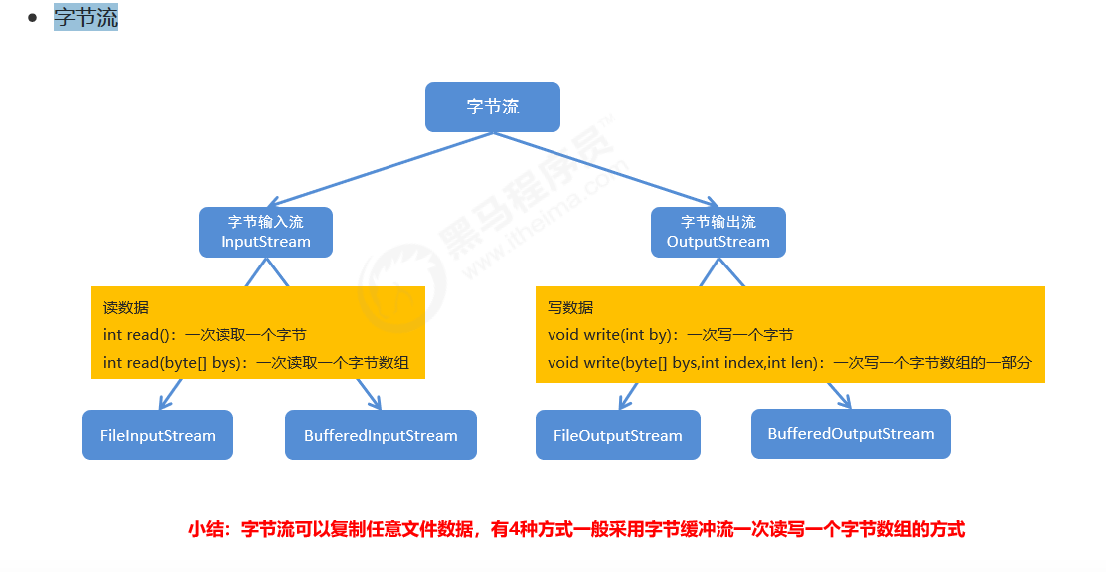 字节流
字节流
黑马程序员™
www.itheima.com
字节输入流
InputStream
字节输出流
OutputStream
读数据
int read()：一次读取一个字节
int read(byte[] bys)：一次读取一个字节数组
写数据
void write(int by)：一次写一个字节
void write(byte[] bys,int index,int len)：一次写一个字节数组的一部分
FileInputStream
BufferedInputStream
FileOutputStream
BufferedOutputStream
小结：字节流可以复制任意文件数据，有4种方式一般采用字节缓冲流一次读写一个字节数组的方式